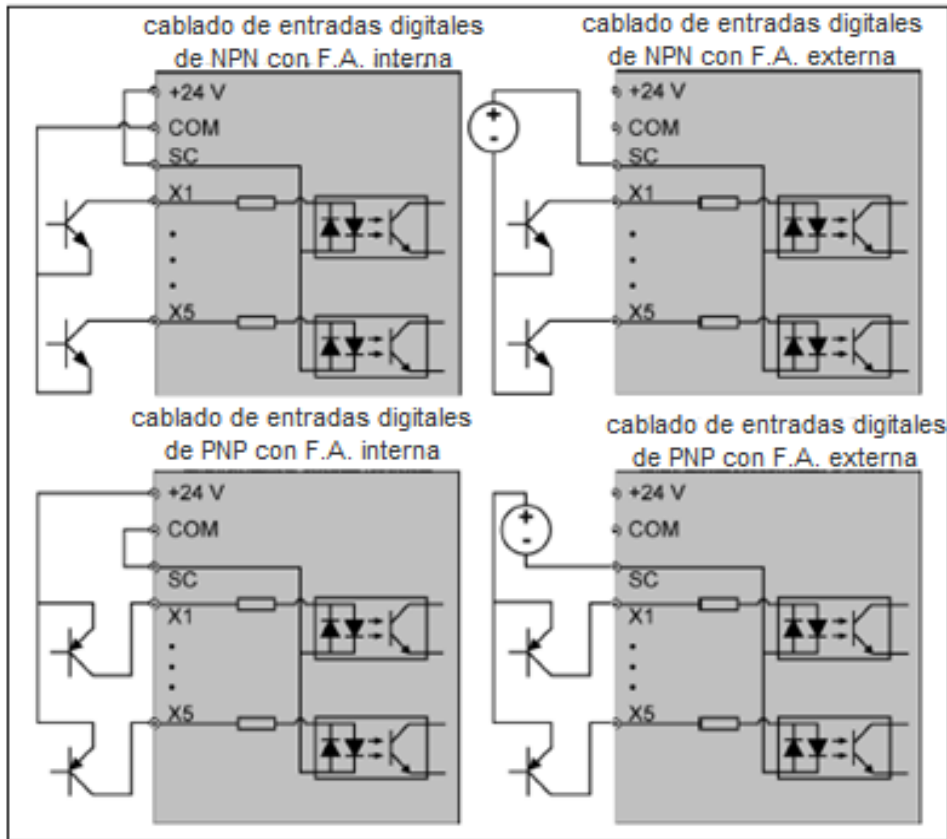 cablado de entradas digitales
de NPN con F.A. interna
+24 V
COM
SC
X1
X5
cablado de entradas digitales
de NPN con F.A. externa
+
-
+24 V
COM
SC
X1
X5
cablado de entradas digitales
de PNP con F.A. interna
+24 V
COM
SC
X1
X5
cablado de entradas digitales
de PNP con F.A. externa
+
-
+24 V
COM
SC
X1
X5